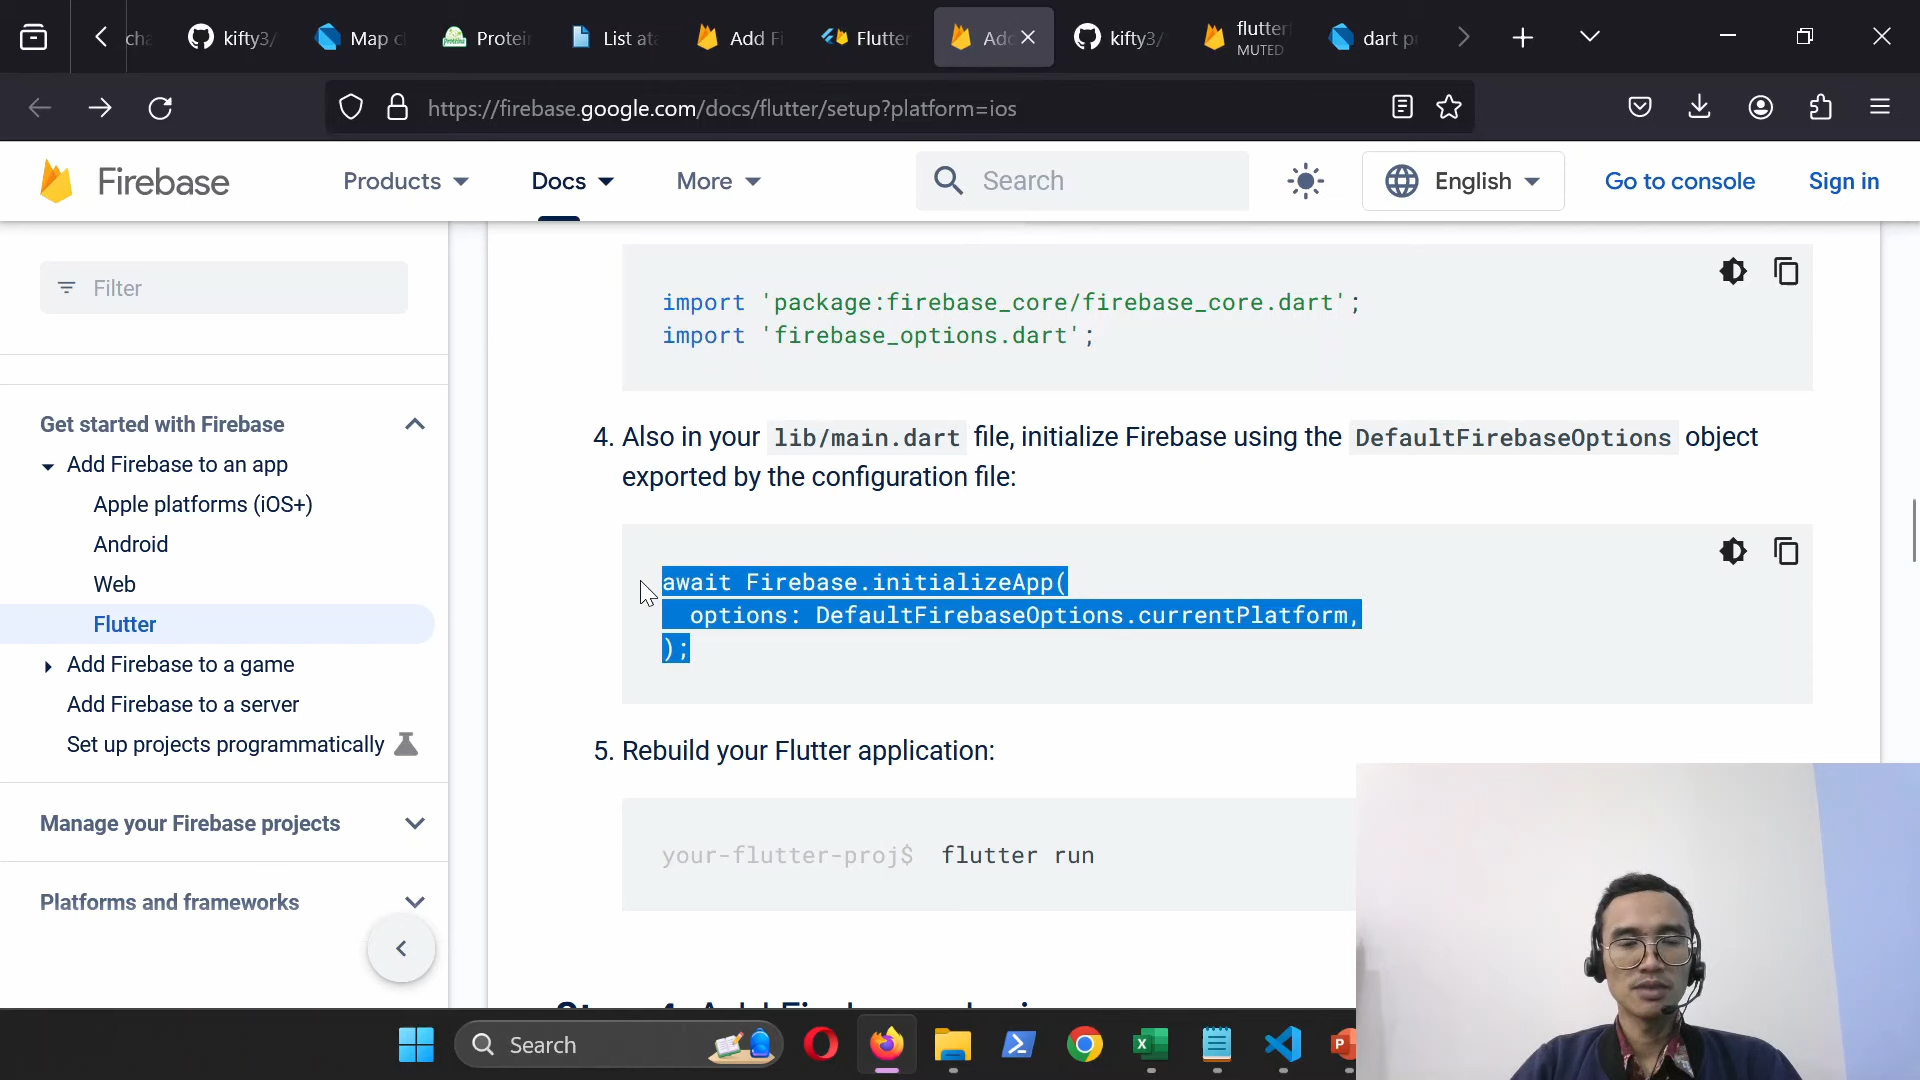 cha
kifty3/
Map c
Protei
List at
Add Fi
Flutter
Add
kifty3/
flutterf
MUTED
dart p
https://firebase.google.com/docs/flutter/setup?platform=ios
Firebase
Products
Docs
More
Search
English
Go to console
Sign in
Filter
Get started with Firebase
Add Firebase to an app
Apple platforms (iOS+)
Android
Web
Flutter
Add Firebase to a game
Add Firebase to a server
Set up projects programmatically
Manage your Firebase projects
Platforms and frameworks
import 'package:firebase_core/firebase_core.dart';
import 'firebase_options.dart';
4. Also in your lib/main.dart file, initialize Firebase using the DefaultFirebaseOptions object
exported by the configuration file:
await Firebase.initializeApp(
options: DefaultFirebaseOptions.currentPlatform,
);
5. Rebuild your Flutter application:
your-flutter-proj$ flutter run
Search